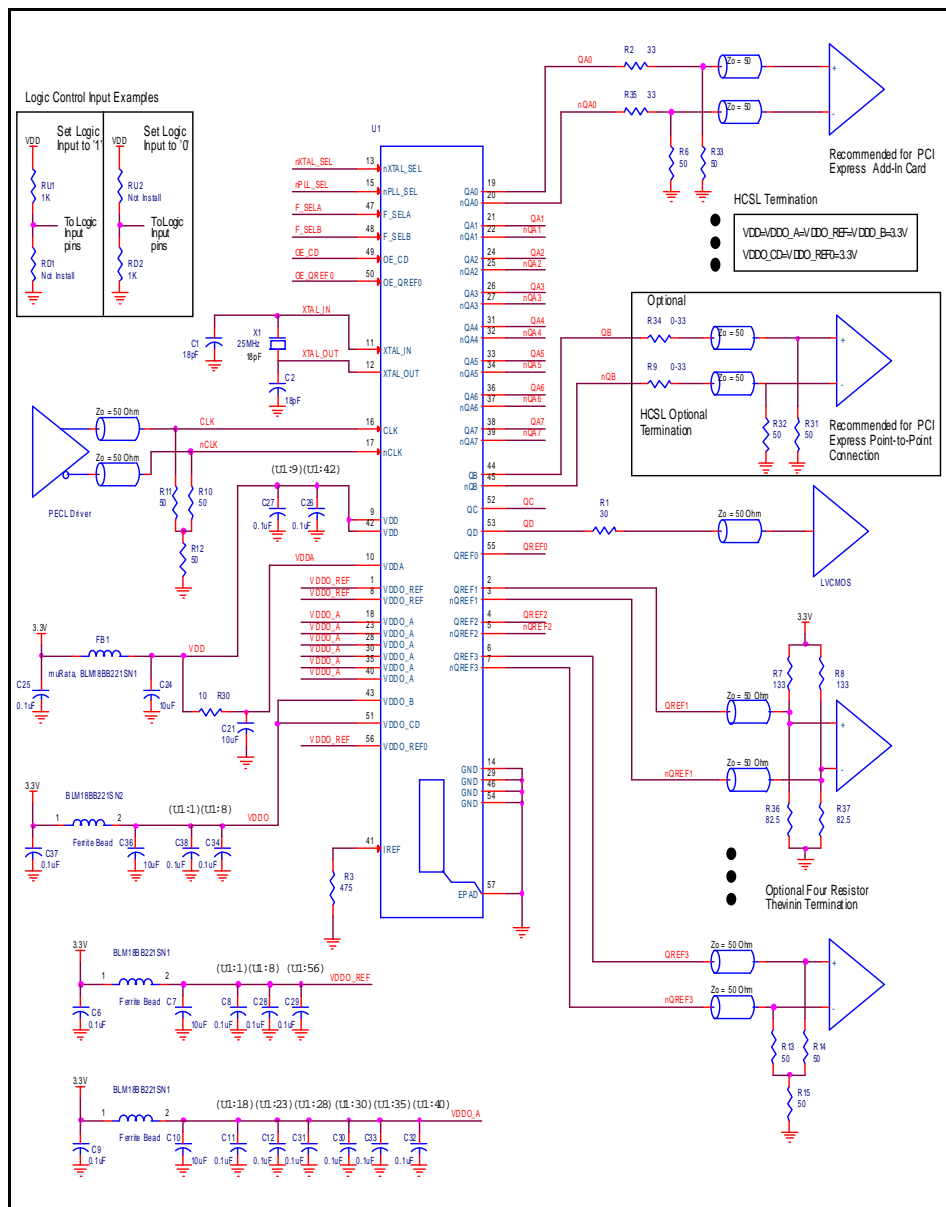 Logic Control Input Examples
Set Logic
Input to '1'
VDD
RU1
1K
To Logic
Input
pins
RD1
Not Install
Set Logic
Input to '0'
VDD
RU2
Not Install
To Logic
Input
pins
RD2
1K
U1
nXTAL_SEL 13 nXTAL_SEL
nPLL_SEL 15 nPLL_SEL
F_SELA 47 F_SELA
F_SELB 48 F_SELB
OE_CD 49 OE_CD
OE_QREF0 50 OE_QREF0
XTAL_IN
C1
18pF
X1
25MHz
18pF
11 XTAL_IN
XTAL_OUT
12 XTAL_OUT
C2
18pF
Zo = 50 Ohm
CLK 16 CLK
nCLK 17 nCLK
Zo = 50 Ohm
PECL Driver
R11
50
R10
50
R12
50
(U1:9) (U1:42)
C27
0.1uF
C26
0.1uF
9 VDD
42 VDD
VDDA 10 VDDA
VDDO_REF 1 VDDO_REF
VDDO_REF 8 VDDO_REF
VDDO_A 18 VDDO_A
VDDO_A 23 VDDO_A
VDDO_A 28 VDDO_A
VDDO_A 30 VDDO_A
VDDO_A 35 VDDO_A
VDDO_A 40 VDDO_A
43 VDDO_B
51 VDDO_CD
VDDO_REF 56 VDDO_REF0
3.3V
FB1
muRata, BLM18BB221SN1
VDD
C25
0.1uF
C24
10uF
10 R30
C21
10uF
3.3V
BLM18BB221SN2
1 2
Ferrite Bead
(U1:1) (U1:8)
VDDO
C37
0.1uF
C36
10uF
C38
0.1uF
C34
0.1uF
41 IREF
R3
475
3.3V
BLM18BB221SN1
1 2
Ferrite Bead
(U1:1) (U1:8) (U1:56)
VDDO_REF
C6
0.1uF
C7
10uF
C8
0.1uF
C28
0.1uF
C29
0.1uF
3.3V
BLM18BB221SN1
1 2
Ferrite Bead
(U1:18) (U1:23) (U1:28) (U1:30) (U1:35) (U1:40)
VDDO_A
C9
0.1uF
C10
10uF
C11
0.1uF
C12
0.1uF
C31
0.1uF
C30
0.1uF
C33
0.1uF
C32
0.1uF
QA0 19
nQA0 20
QA1 21 QA1
nQA1 22 nQA1
QA2 24 QA2
nQA2 25 nQA2
QA3 26 QA3
nQA3 27 nQA3
QA4 31 QA4
nQA4 32 nQA4
QA5 33 QA5
nQA5 34 nQA5
QA6 36 QA6
nQA6 37 nQA6
QA7 38 QA7
nQA7 39 nQA7
QB 44
nQB 45
QC 52 QC
QD 53 QD
QREF0 55 QREF0
QREF1 2
nQREF1 3
QREF2 4 QREF2
nQREF2 5 nQREF2
QREF3 6
nQREF3 7
GND 14
GND 29
GND 46
GND 54
EPAD 57
QA0
R2 33
Zo = 50
+
nQA0
R35 33
Zo = 50
-
R6
50
R33
50
Recommended for PCI
Express Add-In Card
HCSL Termination
VDD=VDDO_A=VDDO_REF=VDDO_B=3.3V
VDDO_CD=VDDO_REF0=3.3V
Optional
QB
R34 0-33
Zo = 50
+
nQB
R9 0-33
Zo = 50
-
HCSL Optional
Termination
R32
50
R31
50
Recommended for PCI
Express Point-to-Point
Connection
R1
30
Zo = 50 Ohm
LVCMOS
3.3V
R7
133
R8
133
QREF1
Zo = 50 Ohm
+
nQREF1
Zo = 50 Ohm
-
R36
82.5
R37
82.5
Optional Four Resistor
Thevinin Termination
QREF3
Zo = 50 Ohm
+
nQREF3
Zo = 50 Ohm
-
R13
50
R14
50
R15
50